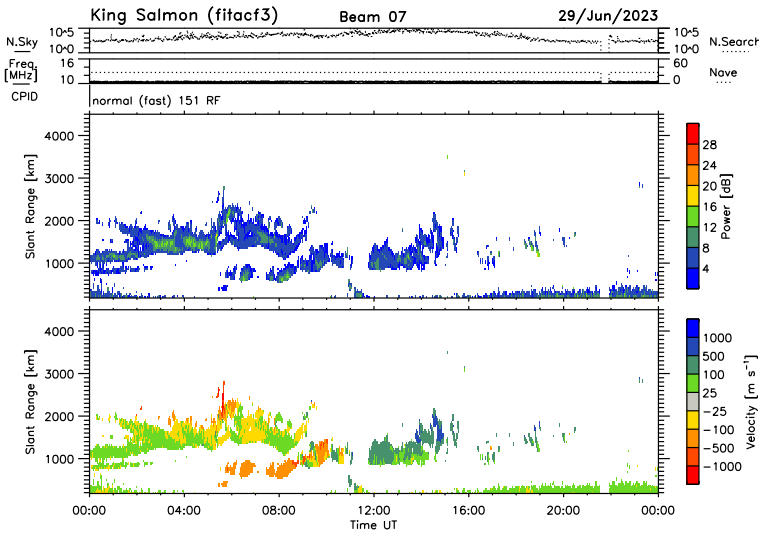 King Salmon (fitacf3) Beam 07 29/Jun/2023
N.Sky 10^5 10^0 10^5 10^0 N.Search
Freq. [MHz] 16 10 60 0 Nave
CPID normal (fast) 151 RF
Slant Range [km] 4000 3000 2000 1000
Power [dB] 28 24 20 16 12 8 4
Slant Range [km] 4000 3000 2000 1000
Velocity [m s⁻¹] 1000 500 100 25 −25 −100 −500 −1000
00:00 04:00 08:00 12:00 16:00 20:00 00:00
Time UT